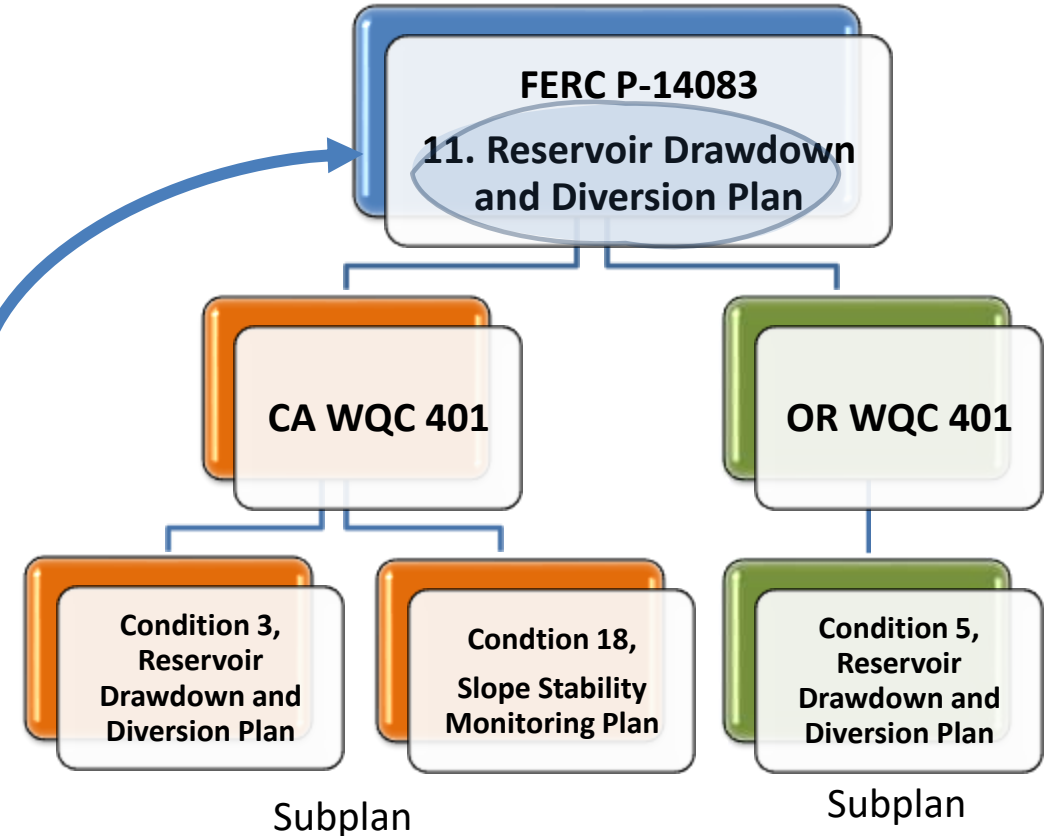 FERC P-14083
11. Reservoir Drawdown
and Diversion Plan
CA WQC 401
OR WQC 401
Condition 3,
Reservoir
Drawdown and
Diversion Plan
Condtion 18,
Slope Stability
Monitoring Plan
Condition 5,
Reservoir
Drawdown and
Diversion Plan
Subplan
Subplan